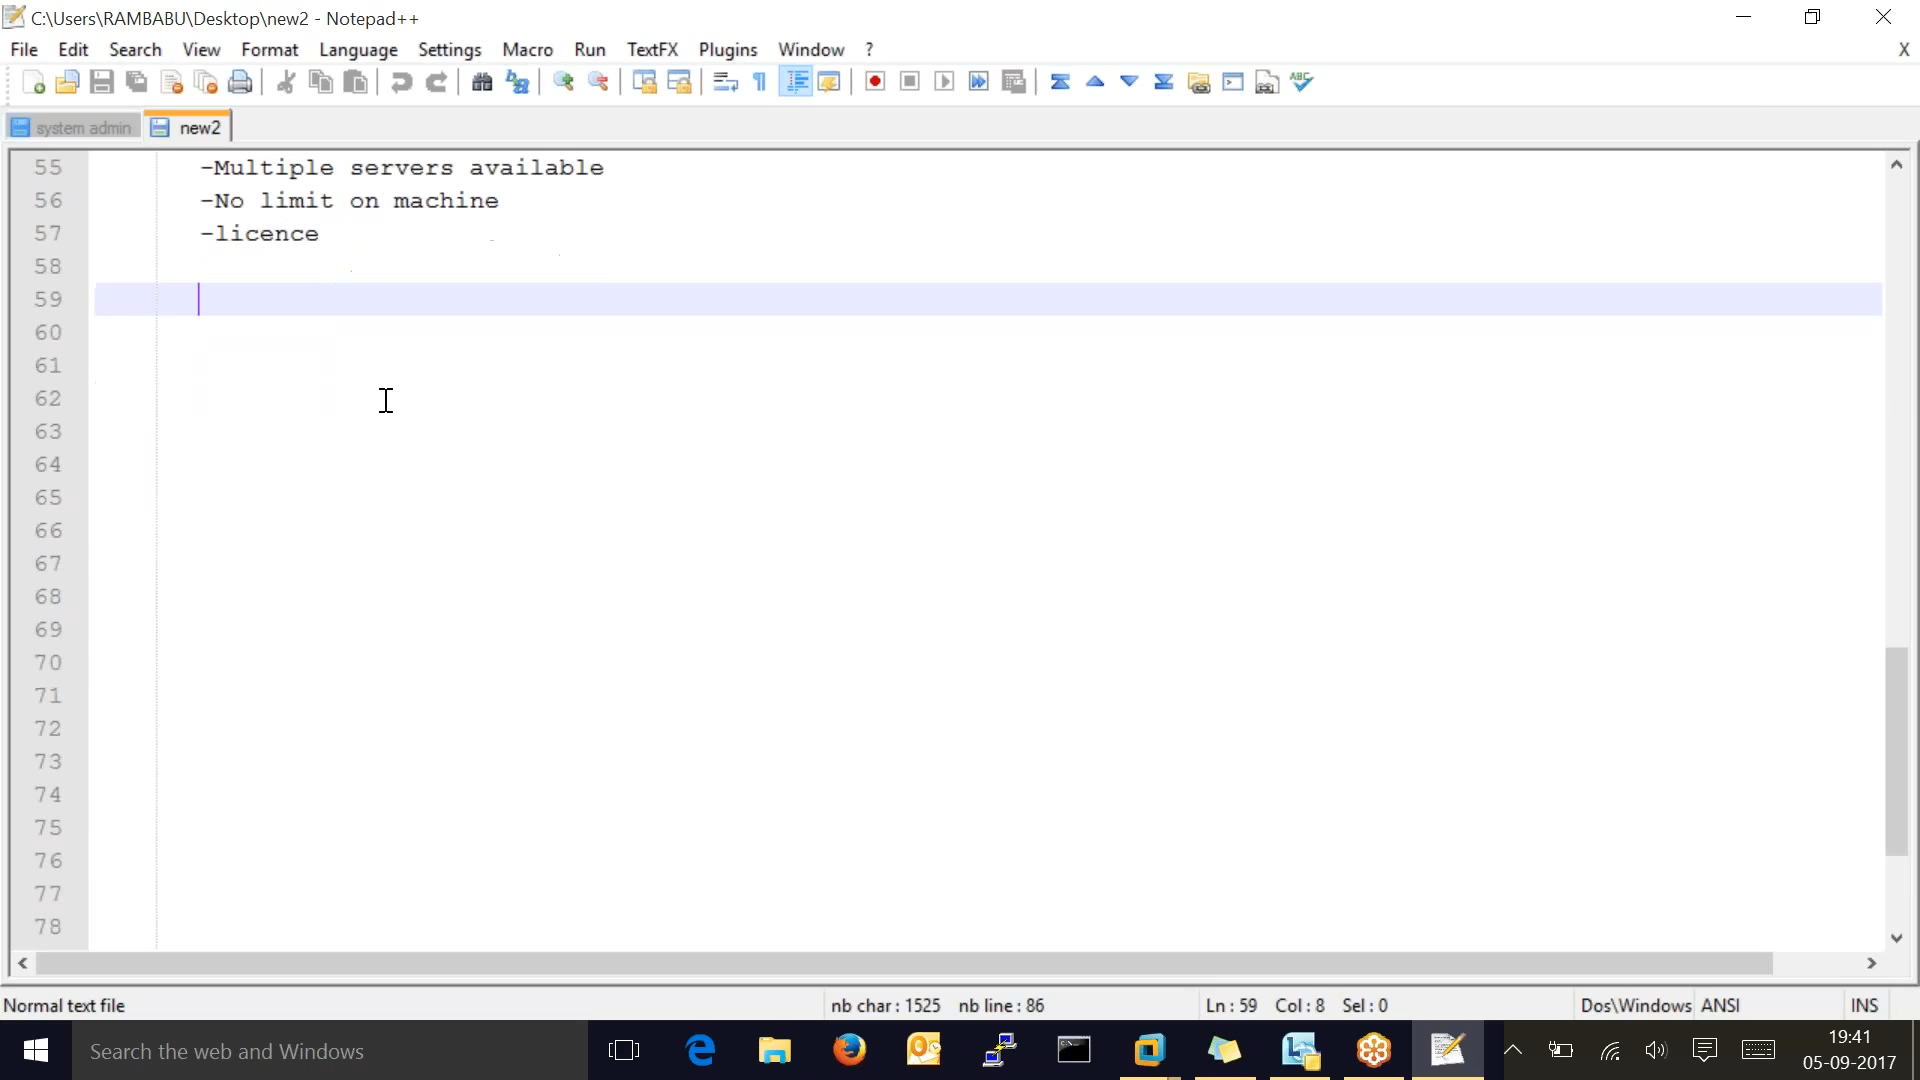 C:\Users\RAMBABU\Desktop\new2 - Notepad++
File Edit Search View Format Language Settings Macro Run TextFX Plugins Window ? X
system admin new2
55 -Multiple servers available
56 -No limit on machine
57 -licence
58
59
60
61
62
63
64
65
66
67
68
69
70
71
72
73
74
75
76
77
78
Normal text file nb char : 1525 nb line : 86 Ln : 59 Col : 8 Sel : 0 Dos\Windows ANSI INS
Search the web and Windows
19:41
05-09-2017